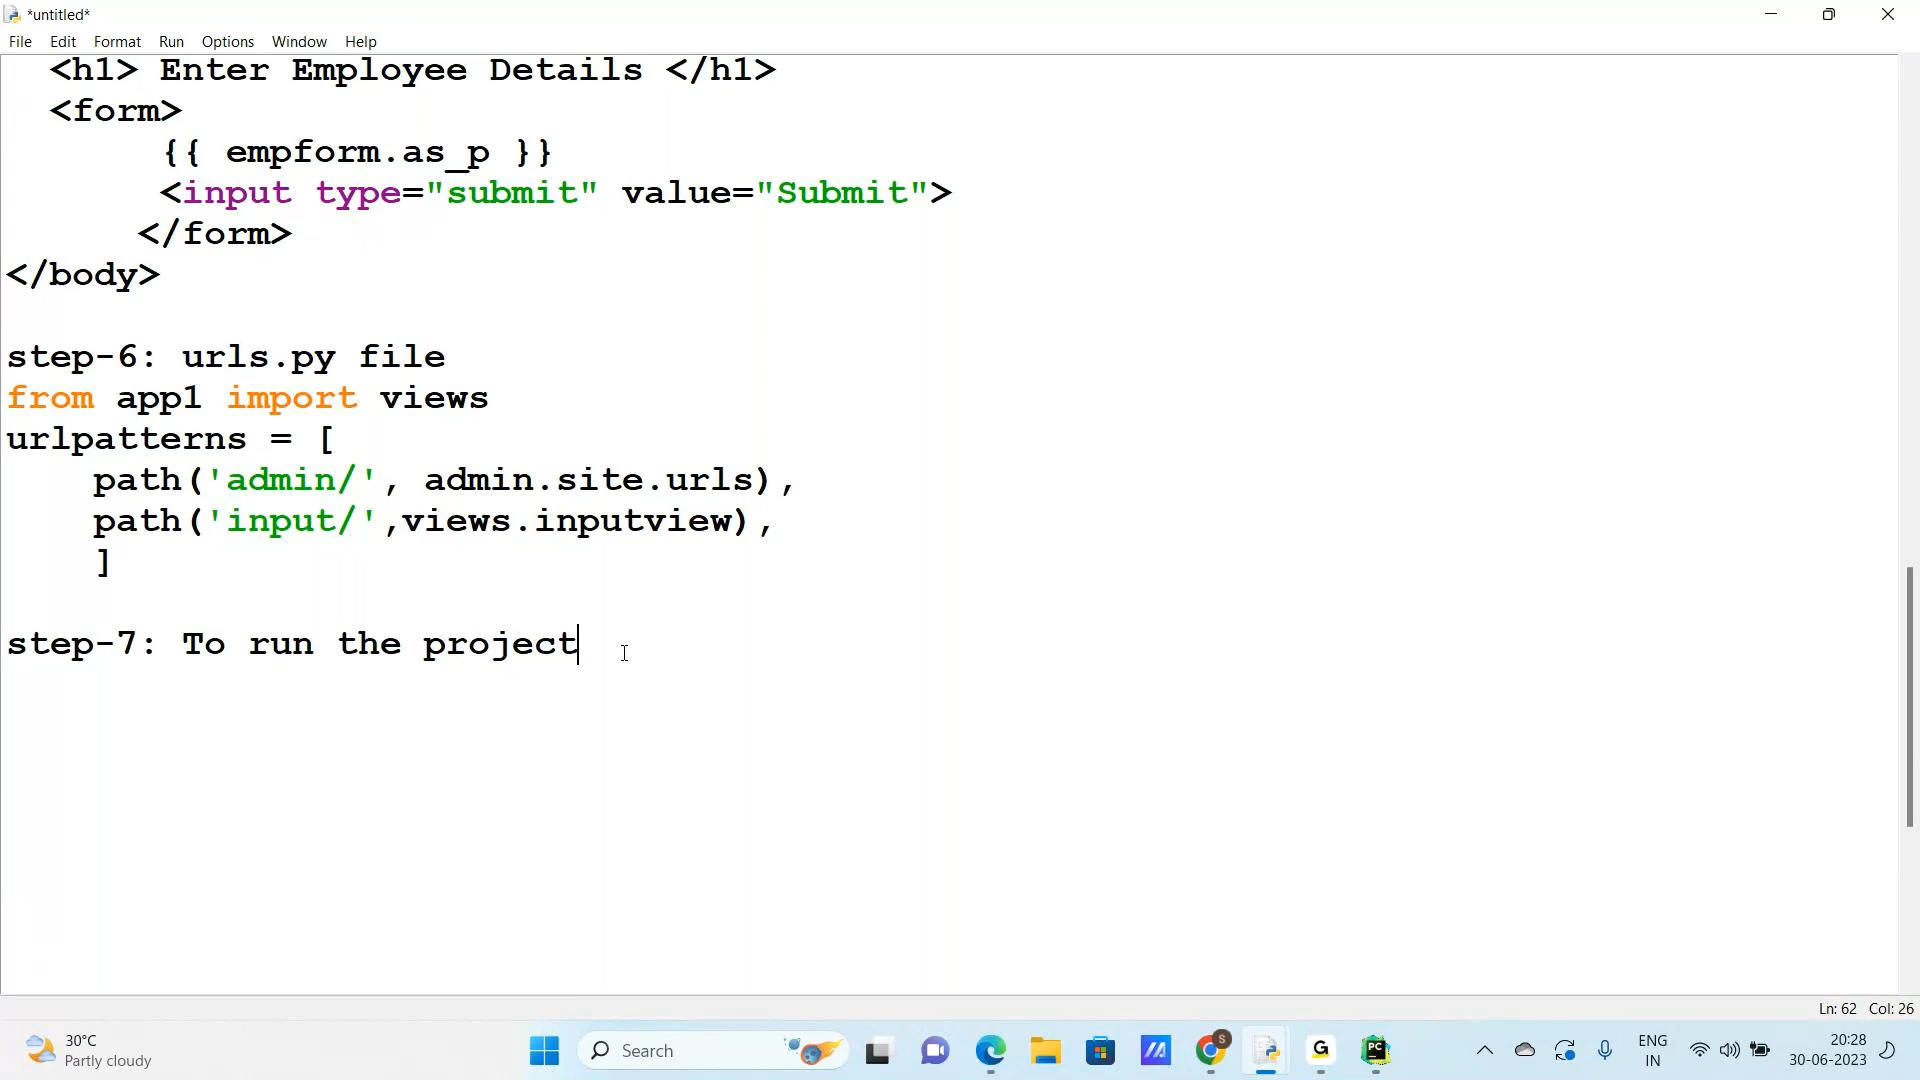 *untitled*
File Edit Format Run Options Window Help
<h1> Enter Employee Details </h1>
<form>
{{ empform.as_p }}
<input type="submit" value="Submit">
</form>
</body>
step-6: urls.py file
from app1 import views
urlpatterns = [
path('admin/', admin.site.urls),
path('input/',views.inputview),
]
step-7: To run the project
Ln: 62 Col: 26
30°C
Partly cloudy
Search
S
G
PC
ENG
IN
20:28
30-06-2023